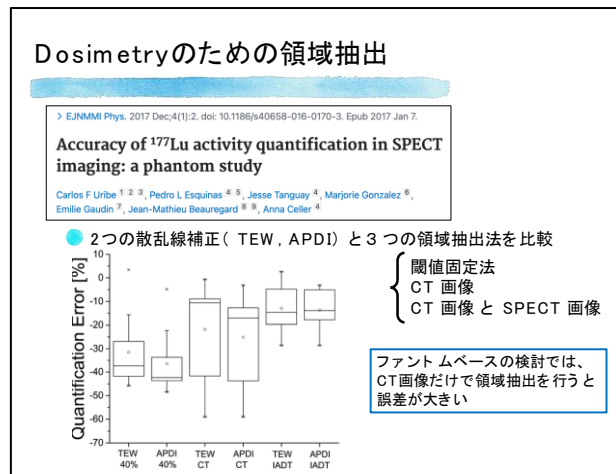 Dosimetryのための領域抽出
> EJNMMI Phys. 2017 Dec;4(1):2. doi: 10.1186/s40658-016-0170-3. Epub 2017 Jan 7.
Accuracy of ¹⁷⁷Lu activity quantification in SPECT
imaging: a phantom study
Carlos F Uribe 1 2 3, Pedro L Esquinas 4 5, Jesse Tanguay 4, Marjorie Gonzalez 6,
Emilie Gaudin 7, Jean-Mathieu Beauregard 8 9, Anna Celler 4
2つの散乱線補正( TEW , APDI) と3 つの領域抽出法を比較
閾値固定法
CT 画像
CT 画像 と SPECT 画像
ファントムベースの検討では、
CT画像だけで領域抽出を行うと
誤差が大きい
Quantification Error [%]
10
0
-10
-20
-30
-40
-50
-60
-70
TEW APDI TEW APDI TEW APDI
40% 40% CT CT IADT IADT